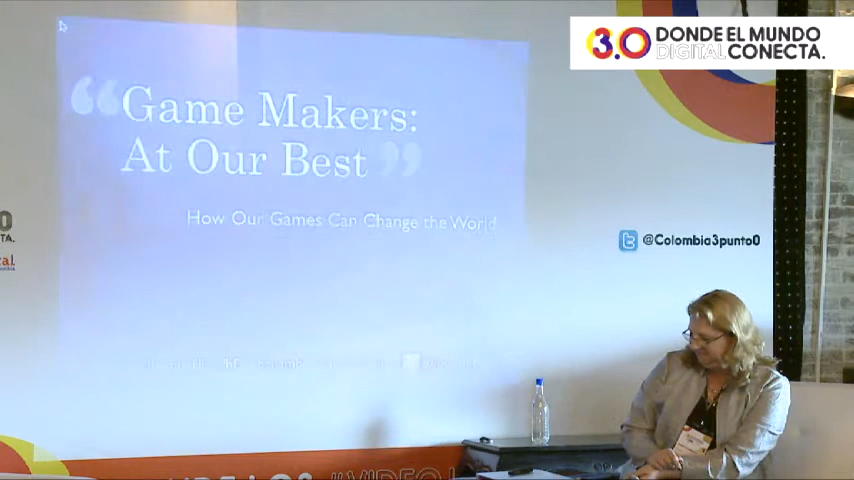 3.0 DONDE EL MUNDO
DIGITAL CONECTA.
“Game Makers:
At Our Best”
How Our Games Can Change the World
@Colombia3punto0